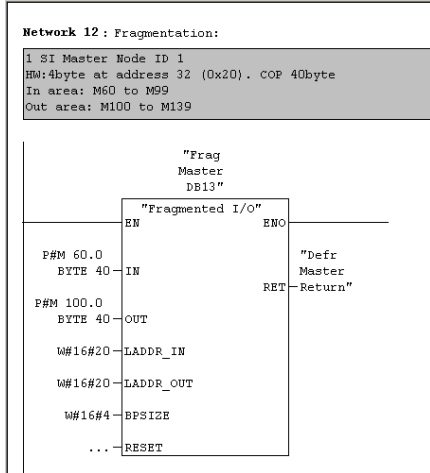 Network 12: Fragmentation:
1 SI Master Node ID 1
HW:4byte at address 32 (0x20). COP 40byte
In area: M60 to M99
Out area: M100 to M139
"Frag
Master
DB13"
"Fragmented I/O"
EN ENO
P#M 60.0
BYTE 40 IN
"Defr
Master
RET Return"
P#M 100.0
BYTE 40 OUT
W#16#20 LADDR_IN
W#16#20 LADDR_OUT
W#16#4 BPSIZE
... RESET